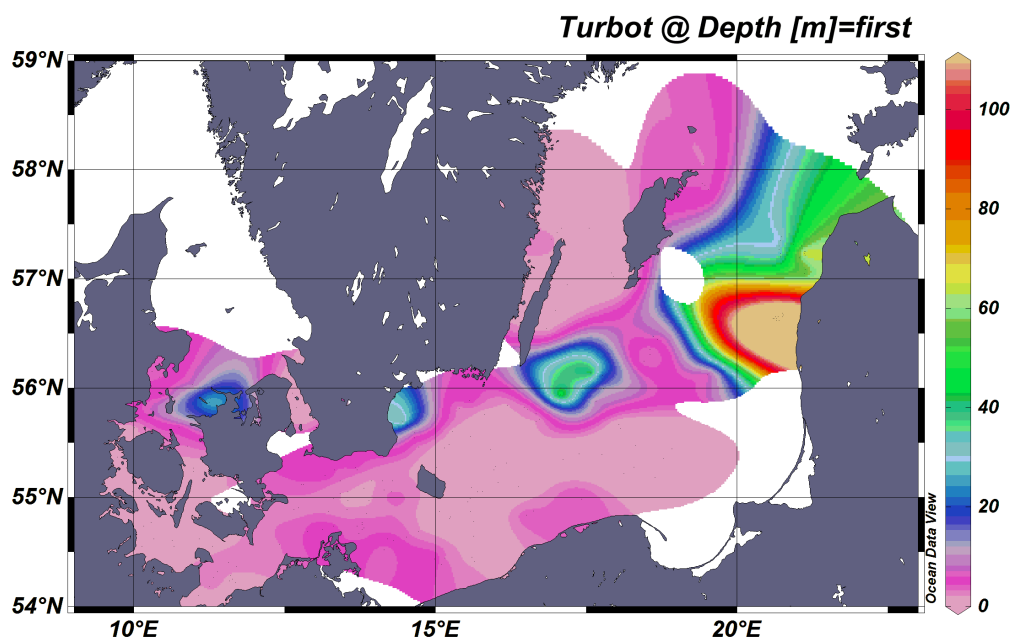 Turbot @ Depth [m]=first
59°N
58°N
57°N
56°N
55°N
54°N
10°E
15°E
20°E
100
80
60
40
20
0
Ocean Data View